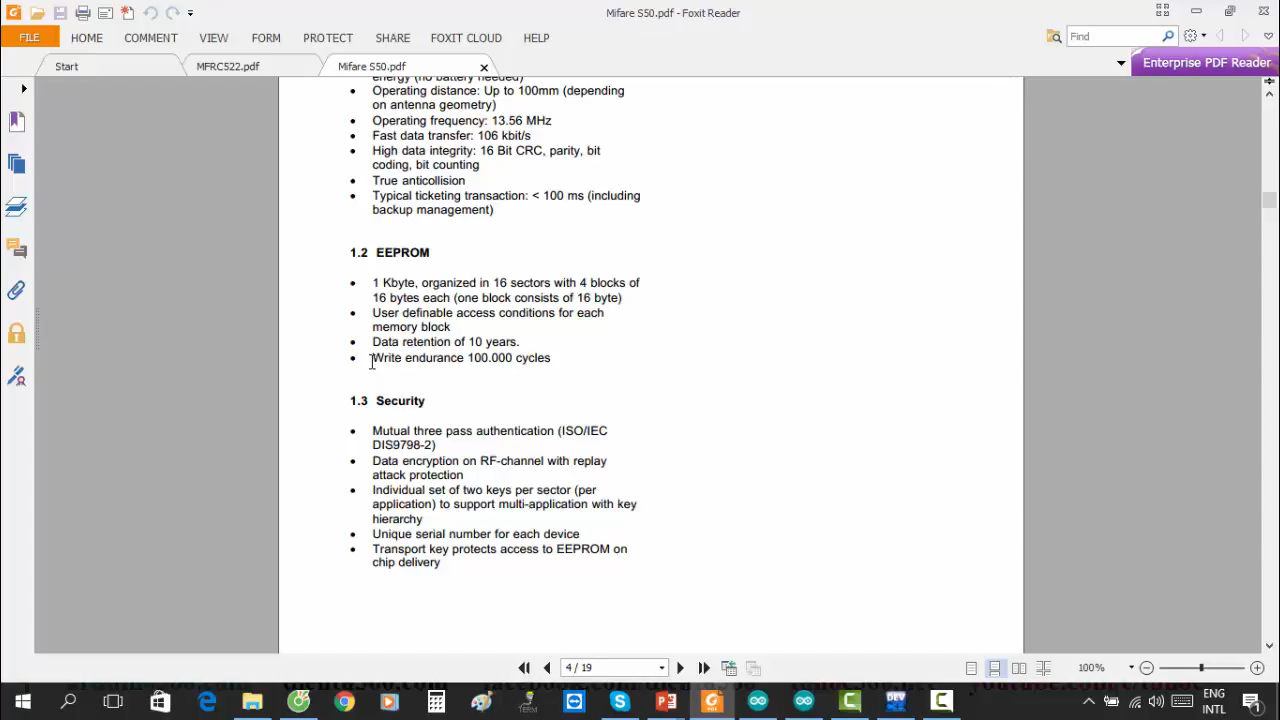 Mifare S50.pdf - Foxit Reader
FILE
HOME
COMMENT
VIEW
FORM
PROTECT
SHARE
FOXIT CLOUD
HELP
Find
Start
MFRC522.pdf
Mifare S50.pdf
Enterprise PDF Reader
energy (no battery needed)
• Operating distance: Up to 100mm (depending
on antenna geometry)
• Operating frequency: 13.56 MHz
• Fast data transfer: 106 kbit/s
• High data integrity: 16 Bit CRC, parity, bit
coding, bit counting
• True anticollision
• Typical ticketing transaction: < 100 ms (including
backup management)
1.2 EEPROM
• 1 Kbyte, organized in 16 sectors with 4 blocks of
16 bytes each (one block consists of 16 byte)
• User definable access conditions for each
memory block
• Data retention of 10 years.
• Write endurance 100.000 cycles
1.3 Security
• Mutual three pass authentication (ISO/IEC
DIS9798-2)
• Data encryption on RF-channel with replay
attack protection
• Individual set of two keys per sector (per
application) to support multi-application with key
hierarchy
• Unique serial number for each device
• Transport key protects access to EEPROM on
chip delivery
4 / 19
100%
ENG
INTL